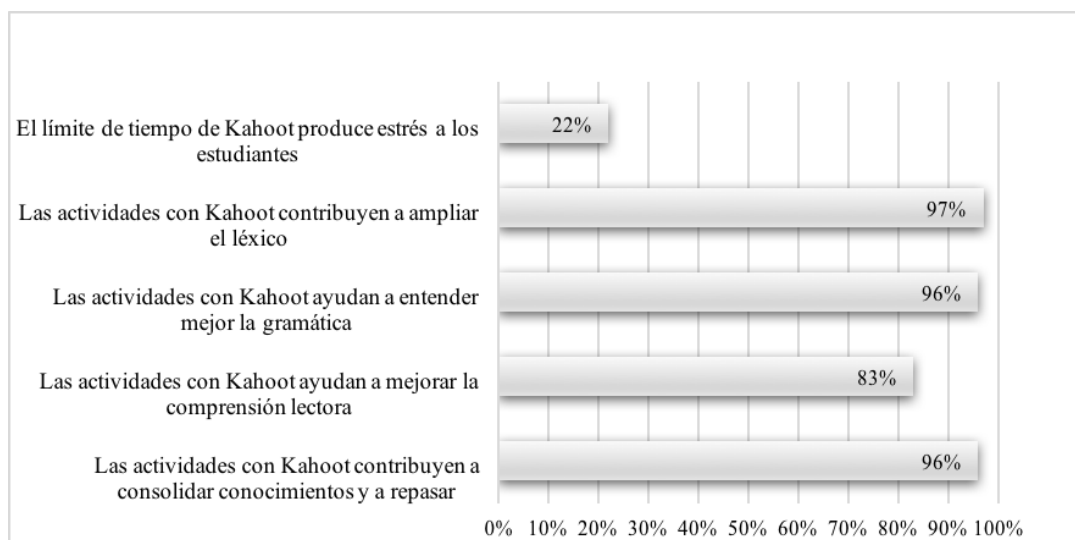 El límite de tiempo de Kahoot produce estrés a los
estudiantes
22%
Las actividades con Kahoot contribuyen a ampliar
el léxico
97%
Las actividades con Kahoot ayudan a entender
mejor la gramática
96%
Las actividades con Kahoot ayudan a mejorar la
comprensión lectora
83%
Las actividades con Kahoot contribuyen a
consolidar conocimientos y a repasar
96%
0% 10% 20% 30% 40% 50% 60% 70% 80% 90% 100%